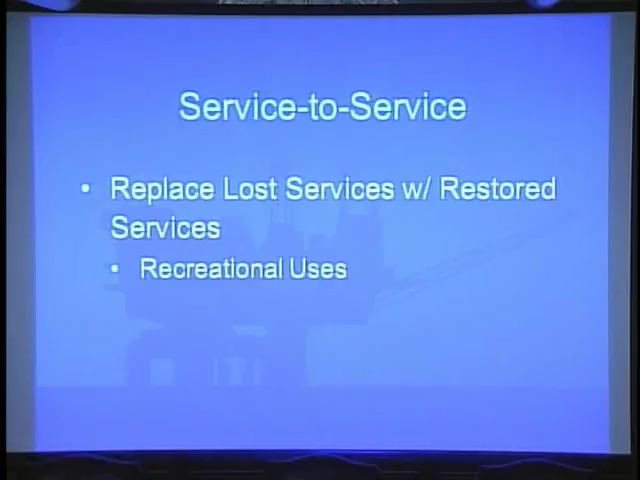 Service-to-Service
• Replace Lost Services w/ Restored
Services
• Recreational Uses